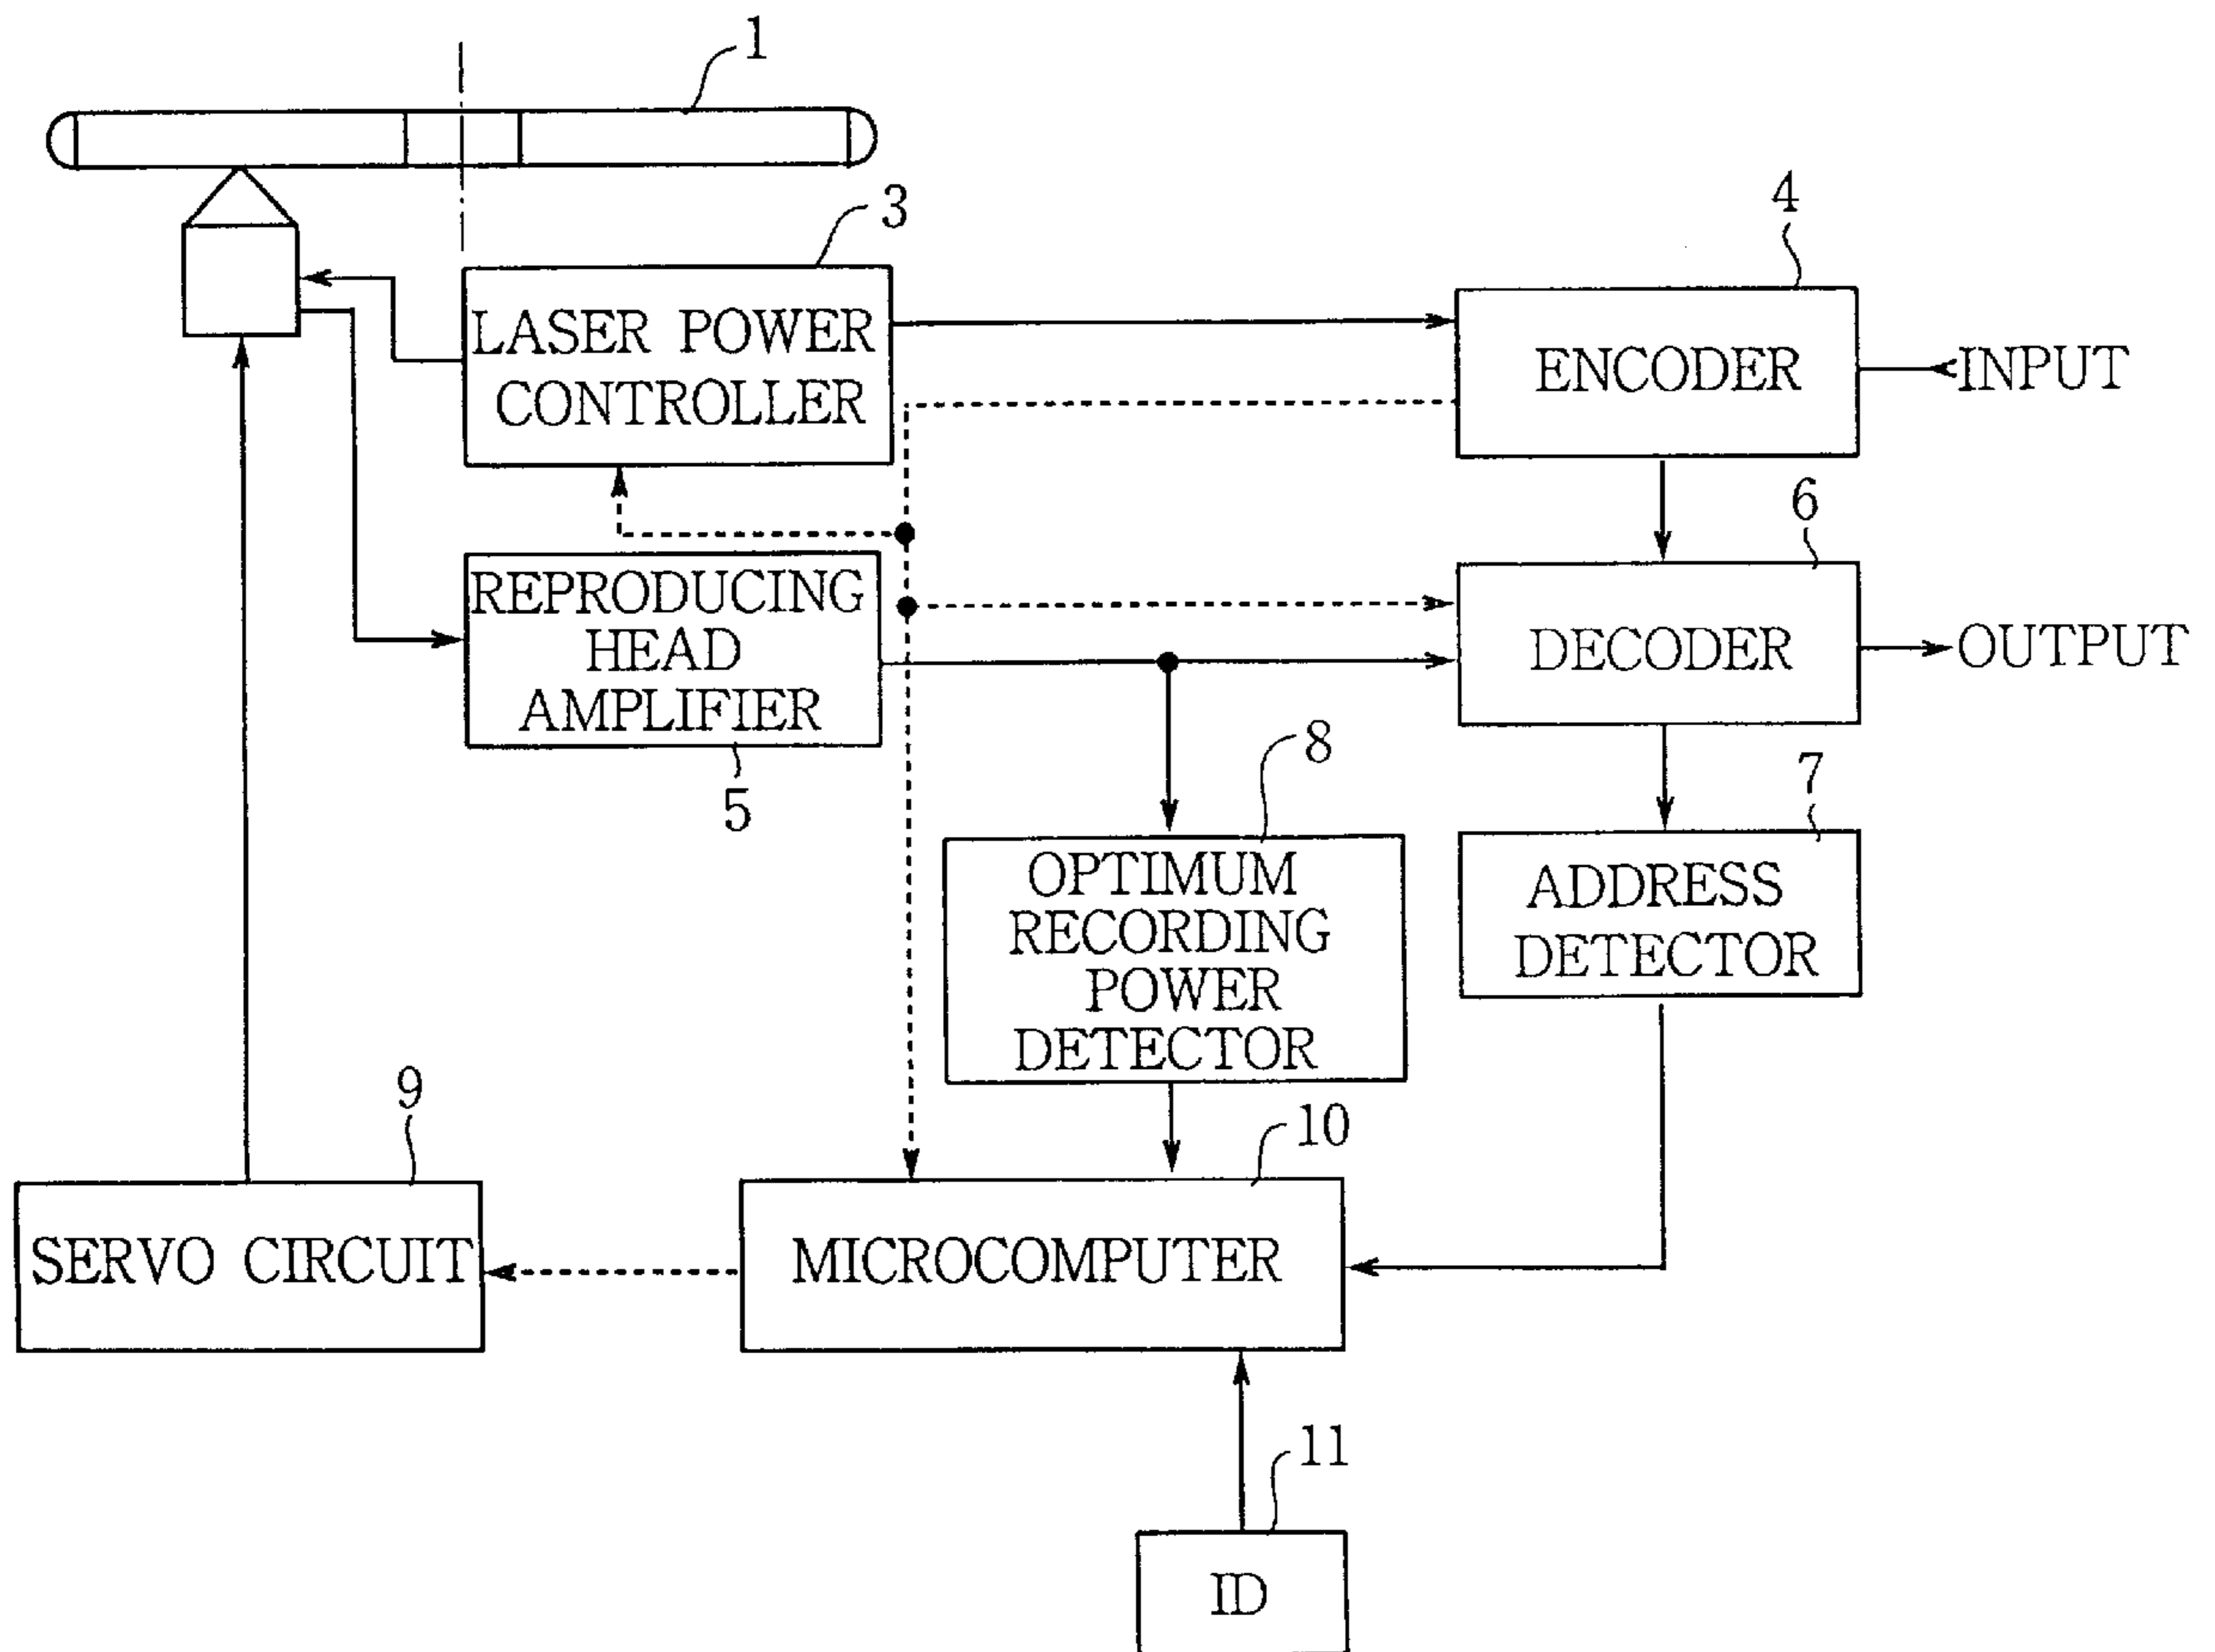 1
3
LASER POWER
CONTROLLER
4
ENCODER
INPUT
6
REPRODUCING
HEAD
AMPLIFIER
5
DECODER
OUTPUT
8
OPTIMUM
RECORDING
POWER
DETECTOR
7
ADDRESS
DETECTOR
9
SERVO CIRCUIT
10
MICROCOMPUTER
11
ID